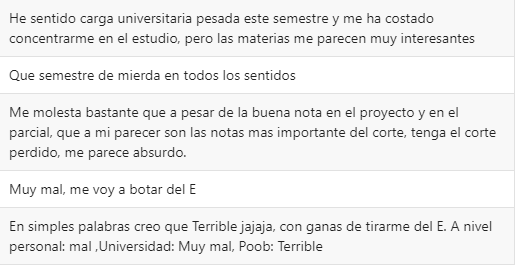 He sentido carga universitaria pesada este semestre y me ha costado
concentrarme en el estudio, pero las materias me parecen muy interesantes
Que semestre de mierda en todos los sentidos
Me molesta bastante que a pesar de la buena nota en el proyecto y en el
parcial, que a mi parecer son las notas mas importante del corte, tenga el corte
perdido, me parece absurdo.
Muy mal, me voy a botar del E
En simples palabras creo que Terrible jajaja, con ganas de tirarme del E. A nivel
personal: mal ,Universidad: Muy mal, Poob: Terrible